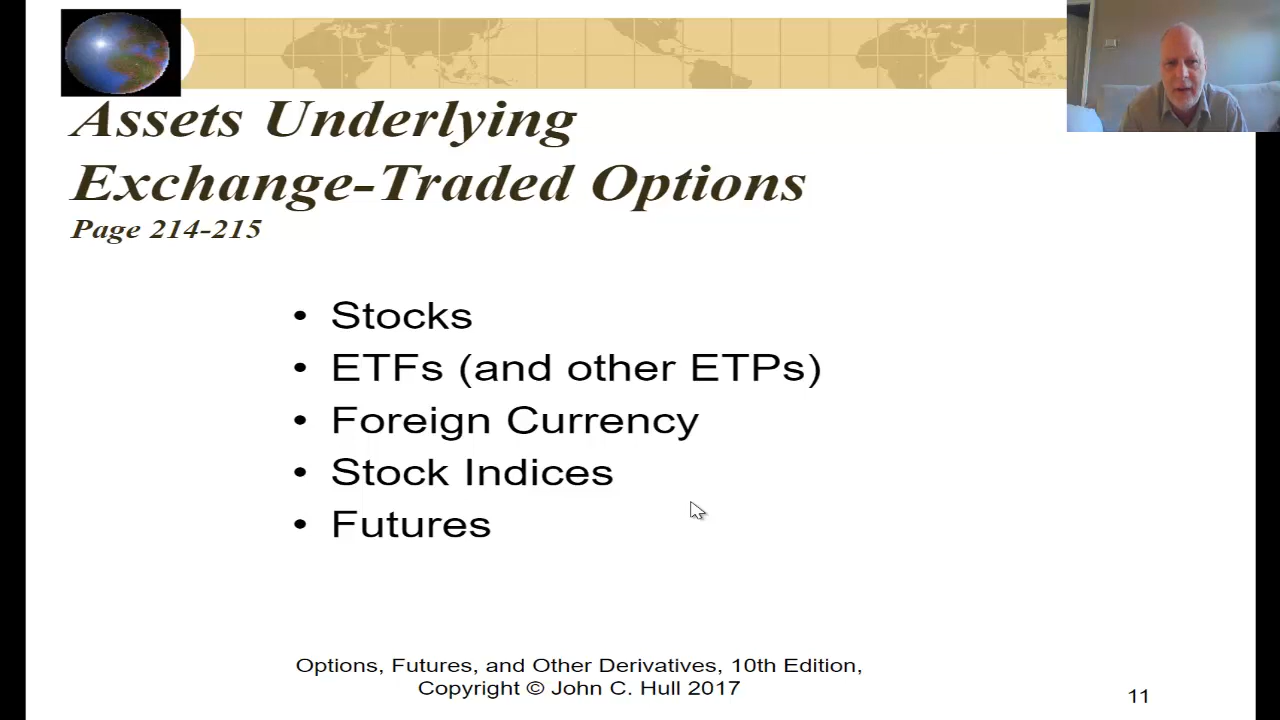 Assets Underlying
Exchange-Traded Options
Page 214-215
• Stocks
• ETFs (and other ETPs)
• Foreign Currency
• Stock Indices
• Futures
Options, Futures, and Other Derivatives, 10th Edition,
Copyright © John C. Hull 2017
11